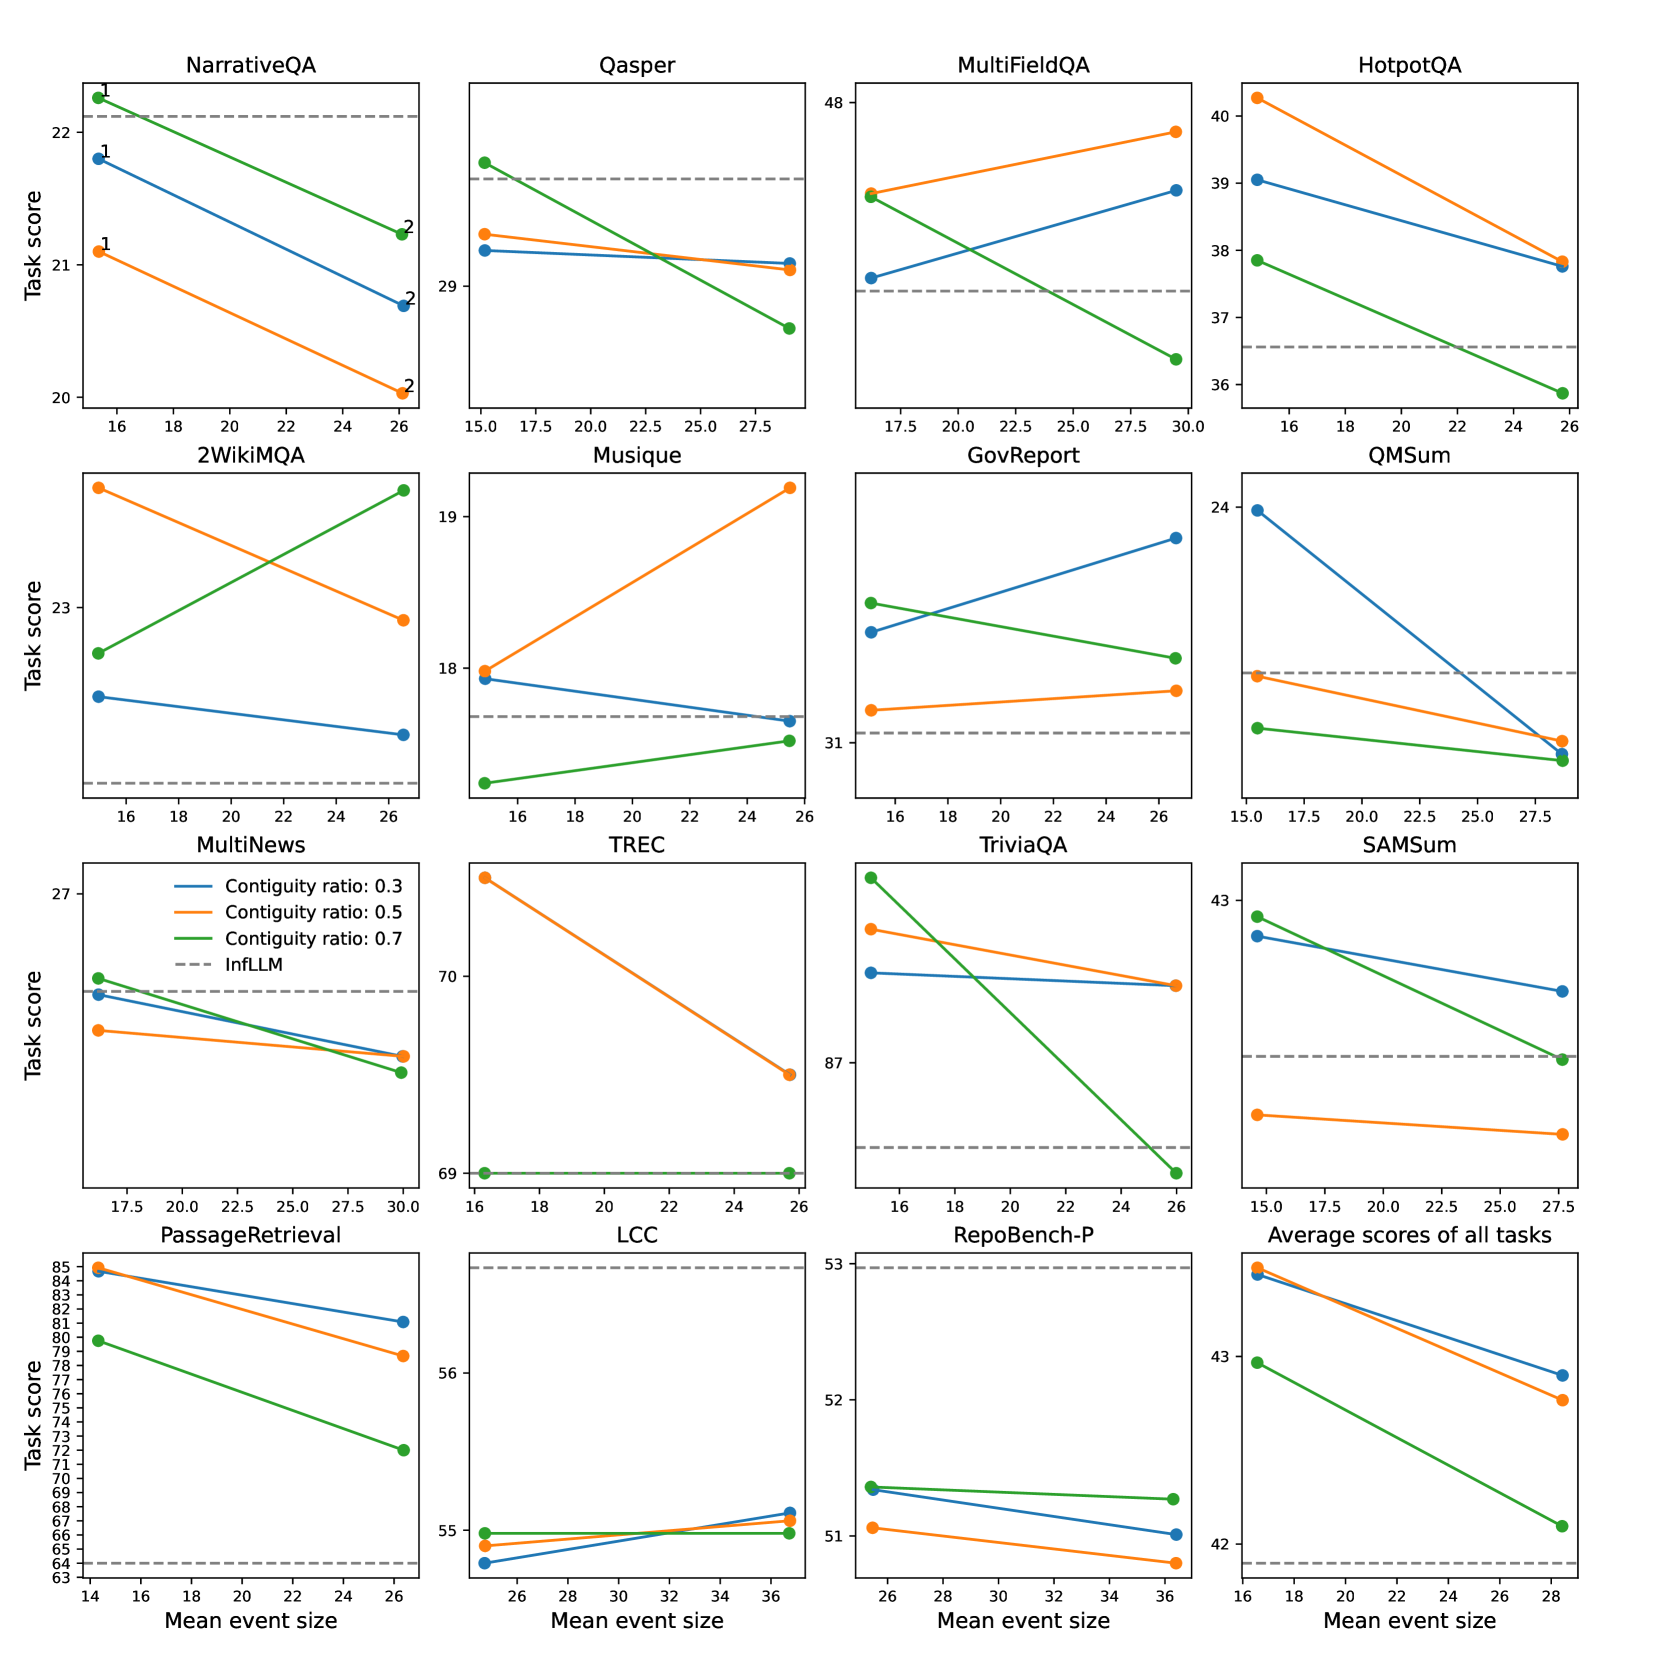 NarrativeQA
Qasper
MultiFieldQA
HotpotQA
Task score
22
21
20
1
1
1
2
2
2
16 18 20 22 24 26
29
15.0 17.5 20.0 22.5 25.0 27.5
48
17.5 20.0 22.5 25.0 27.5 30.0
40
39
38
37
36
16 18 20 22 24 26
2WikiMQA
Musique
GovReport
QMSum
Task score
23
16 18 20 22 24 26
19
18
16 18 20 22 24 26
31
16 18 20 22 24 26
24
15.0 17.5 20.0 22.5 25.0 27.5
MultiNews
TREC
TriviaQA
SAMSum
Task score
27
Contiguity ratio: 0.3
Contiguity ratio: 0.5
Contiguity ratio: 0.7
InfLLM
17.5 20.0 22.5 25.0 27.5 30.0
70
69
16 18 20 22 24 26
87
16 18 20 22 24 26
43
15.0 17.5 20.0 22.5 25.0 27.5
PassageRetrieval
LCC
RepoBench-P
Average scores of all tasks
Task score
85
84
83
82
81
80
79
78
77
76
75
74
73
72
71
70
69
68
67
66
65
64
63
14 16 18 20 22 24 26
Mean event size
56
55
26 28 30 32 34 36
Mean event size
53
52
51
26 28 30 32 34 36
Mean event size
43
42
16 18 20 22 24 26 28
Mean event size